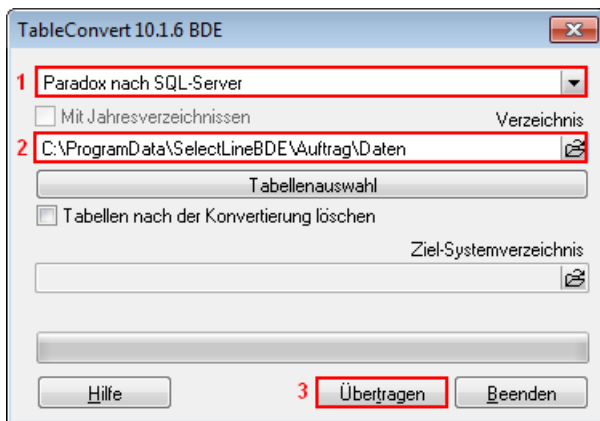 TableConvert 10.1.6 BDE
1 Paradox nach SQL-Server
Mit Jahresverzeichnissen Verzeichnis
2 C:\ProgramData\SelectLineBDE\Auftrag\Daten
Tabellenauswahl
Tabellen nach der Konvertierung löschen
Ziel-Systemverzeichnis
Hilfe 3 Übertragen Beenden